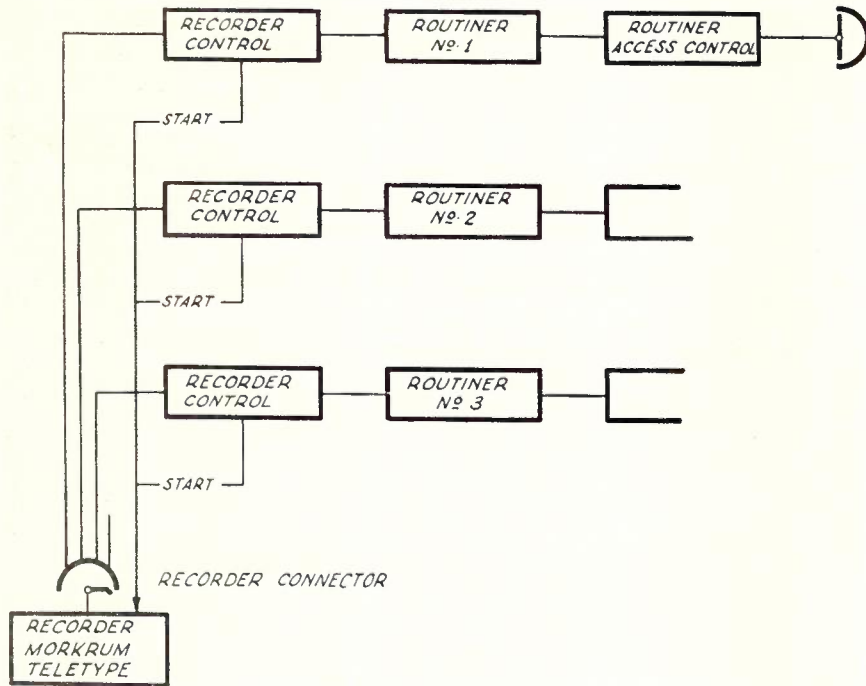 RECORDER
CONTROL
ROUTINER
Nº. 1
ROUTINER
ACCESS CONTROL
START
RECORDER
CONTROL
ROUTINER
Nº. 2
START
RECORDER
CONTROL
ROUTINER
Nº 3
START
RECORDER CONNECTOR
RECORDER
MORKRUM
TELETYPE